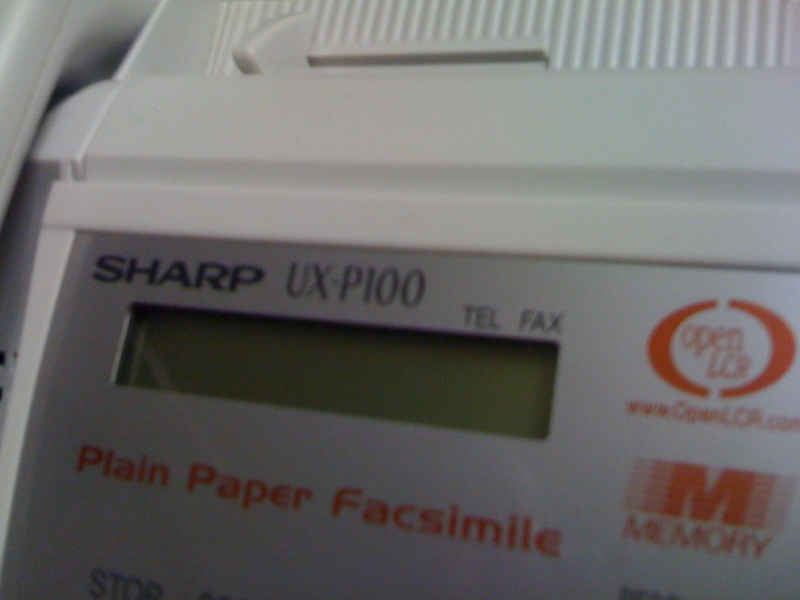 SHARP UX-P100
TEL FAX
open
LCR
www.OpenLCR.com
Plain Paper Facsimile
M
MEMORY
STOP